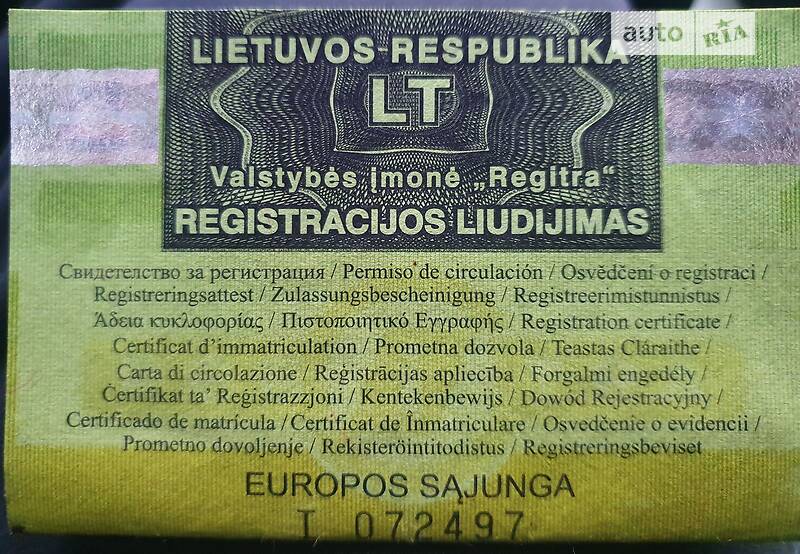 auto RIA
LIETUVOS RESPUBLIKA
LT
Valstybės įmonė „Regitra“
REGISTRACIJOS LIUDIJIMAS
Свидетелство за регистрация / Permiso de circulación / Osvědčení o registraci /
Registreringsattest / Zulassungsbescheinigung / Registreerimistunnistus /
Άδεια κυκλοφορίας / Πιστοποιητικό Εγγραφής / Registration certificate /
Certificat d’immatriculation / Prometna dozvola / Teastas Cláraithe /
Carta di circolazione / Reģistrācijas apliecība / Forgalmi engedély /
Ċertifikat ta’ Reġistrazzjoni / Kentekenbewijs / Dowód Rejestracyjny /
Certificado de matrícula / Certificat de Înmatriculare / Osvedčenie o evidencii /
Prometno dovoljenje / Rekisteröintitodistus / Registreringsbeviset
EUROPOS SĄJUNGA
I 072497